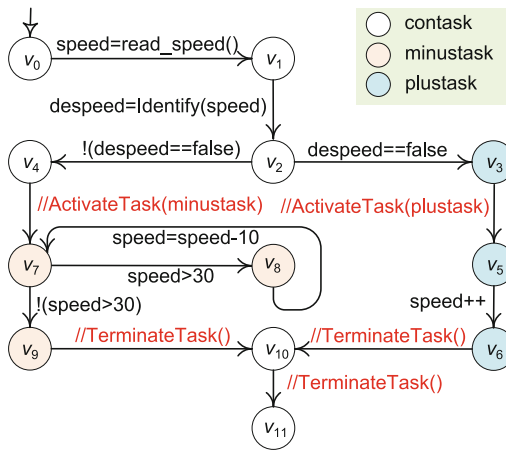 contask
minustask
plustask
v0
speed=read_speed()
v1
despeed=Identify(speed)
v4
!(despeed==false)
v2
despeed==false
v3
//ActivateTask(minustask)
//ActivateTask(plustask)
speed=speed-10
v7
speed>30
v8
v5
!(speed>30)
speed++
v9
//TerminateTask()
v10
//TerminateTask()
v6
//TerminateTask()
v11